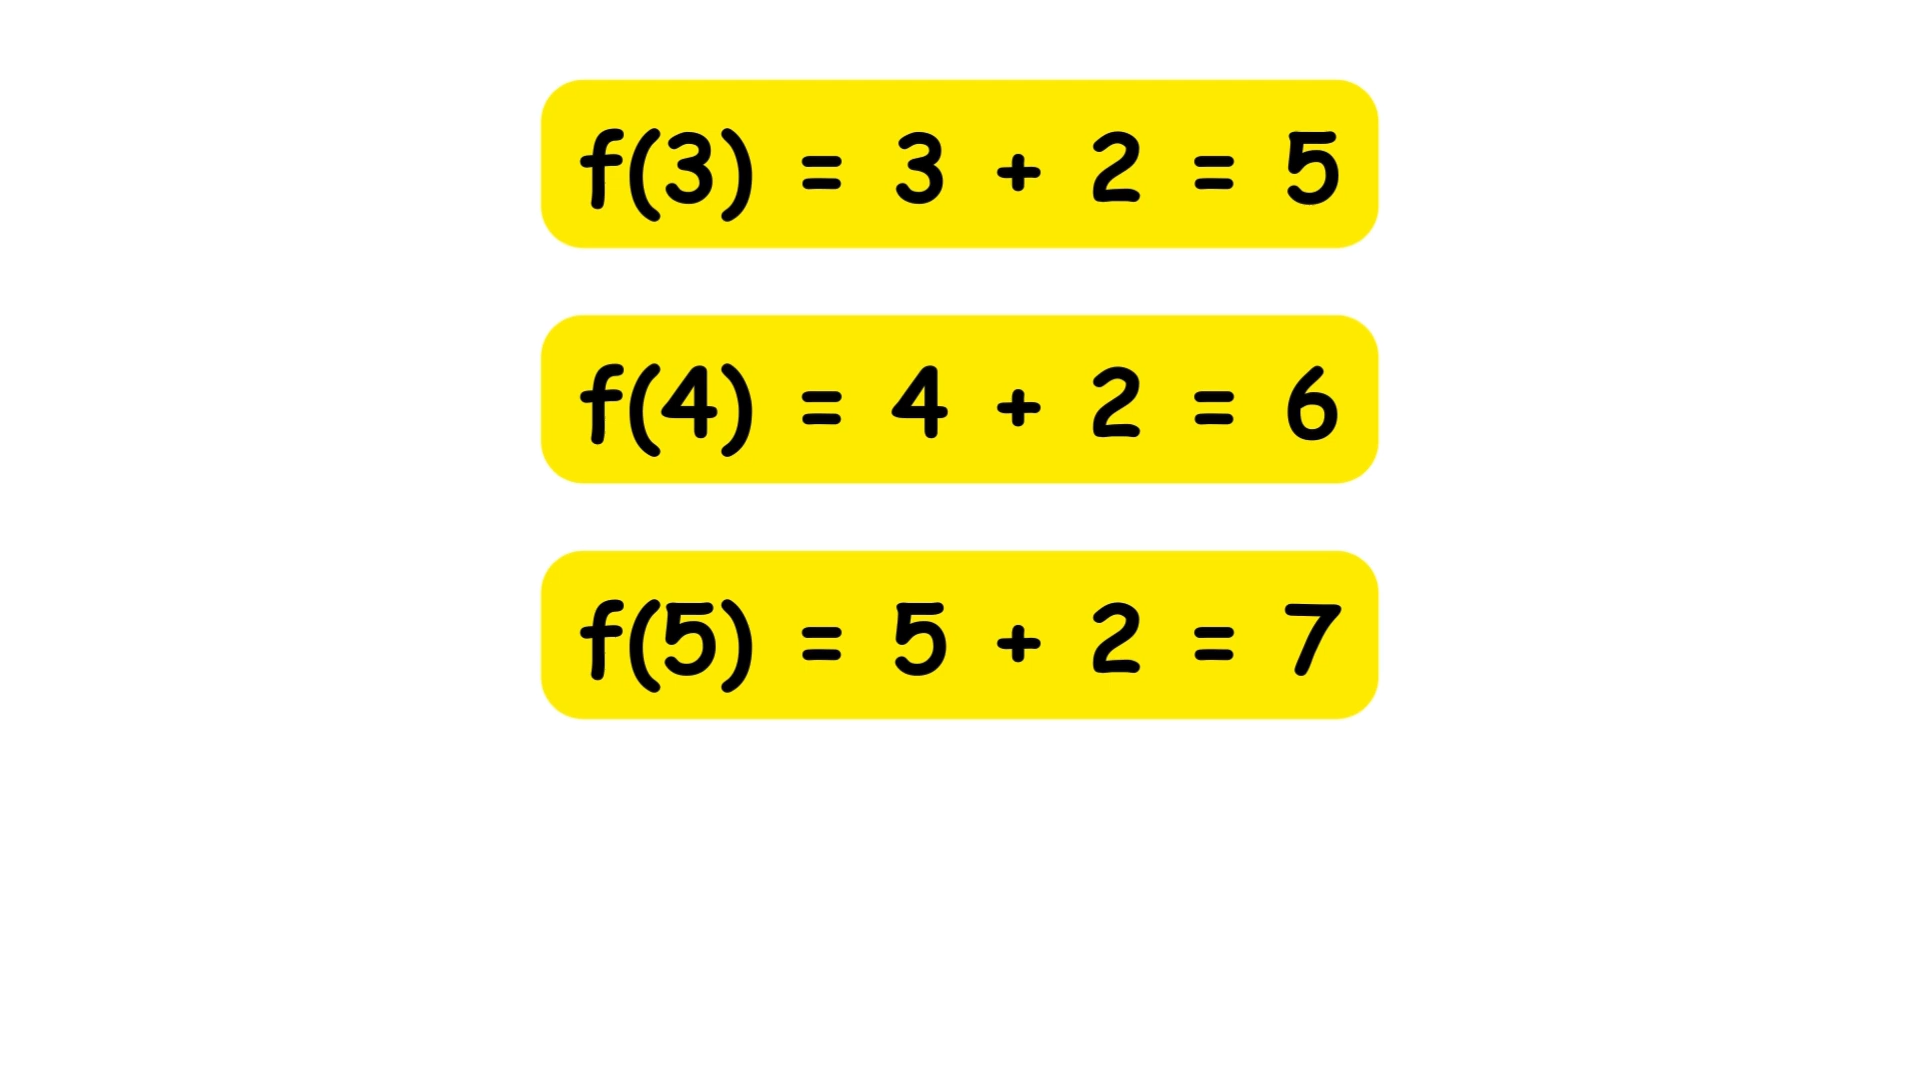 f(3) = 3 + 2 = 5
f(4) = 4 + 2 = 6
f(5) = 5 + 2 = 7